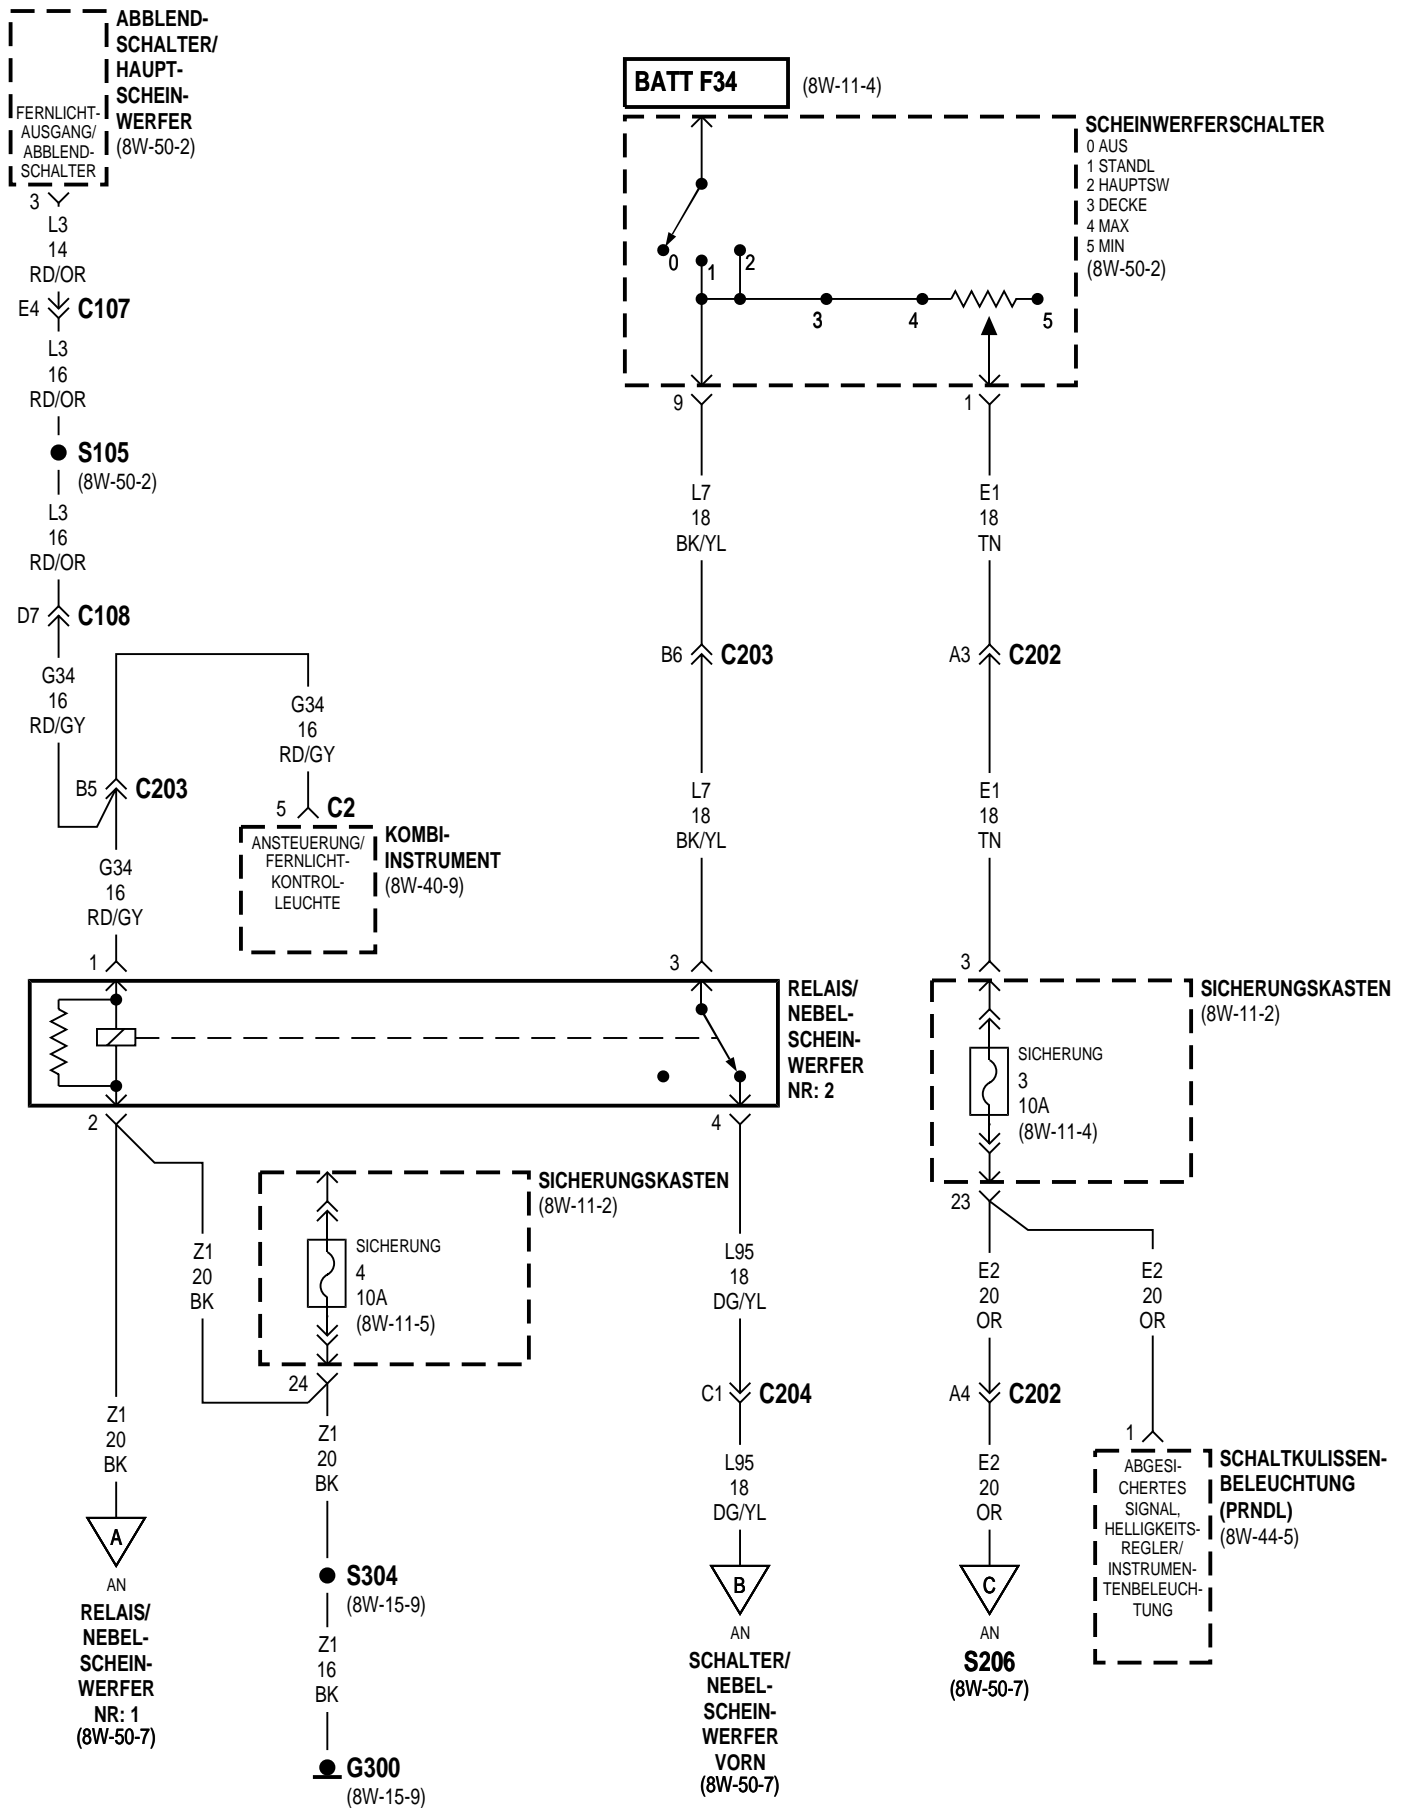 ABBLEND-
SCHALTER/
HAUPT-
SCHEIN-
WERFER
(8W-50-2)
FERNLICHT-
AUSGANG/
ABBLEND-
SCHALTER
3
L3
14
RD/OR
E4
C107
L3
16
RD/OR
S105
(8W-50-2)
L3
16
RD/OR
D7
C108
G34
16
RD/GY
B5
C203
G34
16
RD/GY
5
C2
ANSTEUERUNG/
FERNLICHT-
KONTROL-
LEUCHTE
KOMBI-
INSTRUMENT
(8W-40-9)
G34
16
RD/GY
1
BATT F34
(8W-11-4)
SCHEINWERFERSCHALTER
0 AUS
1 STANDL
2 HAUPTSW
3 DECKE
4 MAX
5 MIN
(8W-50-2)
0
1
2
3
4
5
9
L7
18
BK/YL
B6
C203
L7
18
BK/YL
3
1
E1
18
TN
A3
C202
E1
18
TN
3
RELAIS/
NEBEL-
SCHEIN-
WERFER
NR: 2
SICHERUNGSKASTEN
(8W-11-2)
SICHERUNG
3
10A
(8W-11-4)
2
4
23
Z1
20
BK
SICHERUNGSKASTEN
(8W-11-2)
SICHERUNG
4
10A
(8W-11-5)
24
Z1
20
BK
A
AN
RELAIS/
NEBEL-
SCHEIN-
WERFER
NR: 1
(8W-50-7)
Z1
20
BK
S304
(8W-15-9)
Z1
16
BK
G300
(8W-15-9)
L95
18
DG/YL
C1
C204
L95
18
DG/YL
B
AN
SCHALTER/
NEBEL-
SCHEIN-
WERFER
VORN
(8W-50-7)
E2
20
OR
A4
C202
E2
20
OR
C
AN
S206
(8W-50-7)
E2
20
OR
1
ABGESI-
CHERTES
SIGNAL,
HELLIGKEITS-
REGLER/
INSTRUMEN-
TENBELEUCH-
TUNG
SCHALTKULISSEN-
BELEUCHTUNG
(PRNDL)
(8W-44-5)